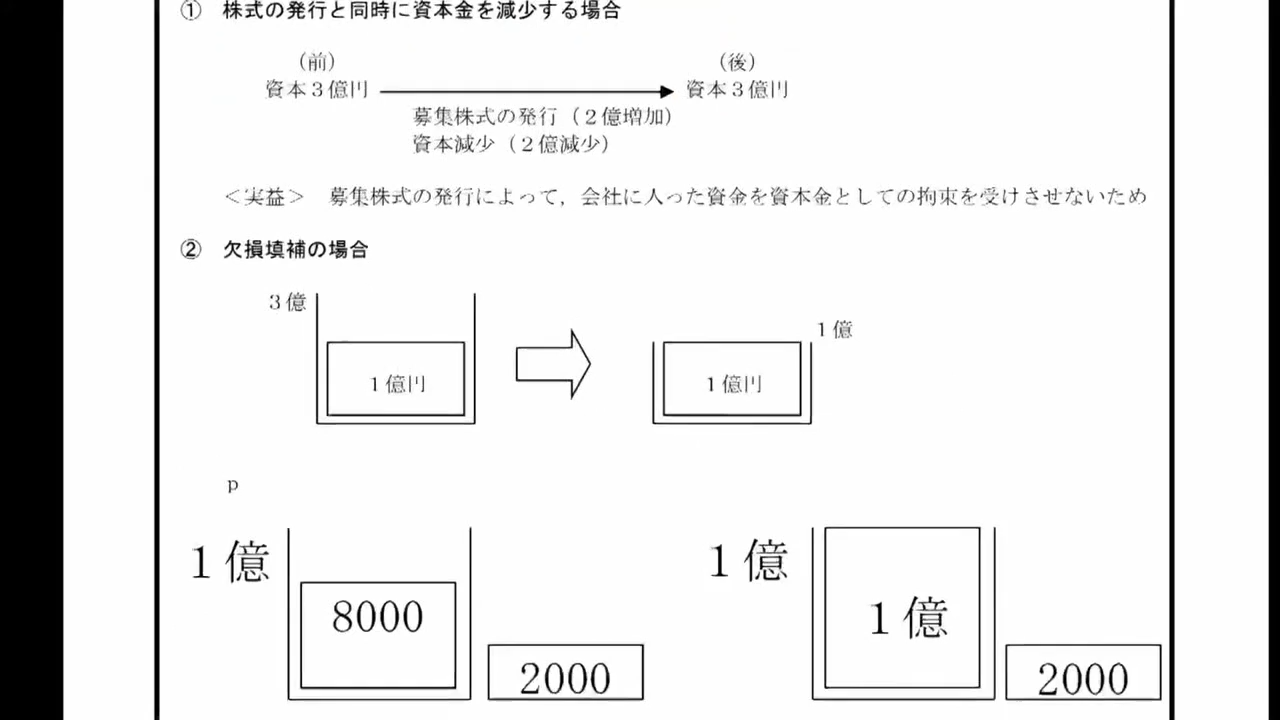 ① 株式の発行と同時に資本金を減少する場合
（前） （後）
資本３億円 資本３億円
募集株式の発行（２億増加）
資本減少（２億減少）
＜実益＞ 募集株式の発行によって，会社に入った資金を資本金としての拘束を受けさせないため
② 欠損填補の場合
３億
１億
１億円 １億円
p
１億 １億
8000 １億
2000 2000